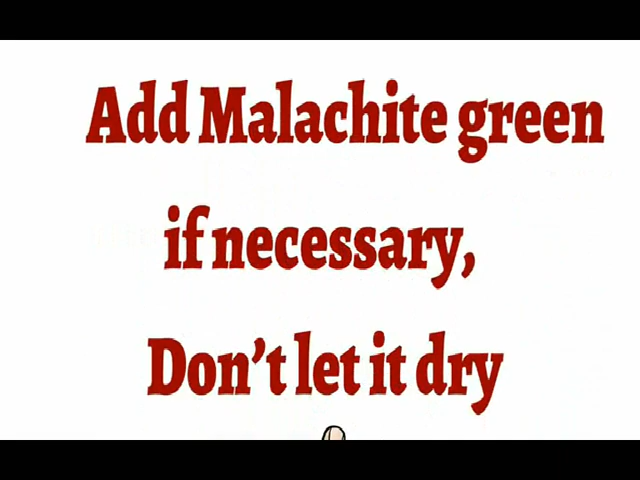 Add Malachite green
if necessary,
Don't let it dry